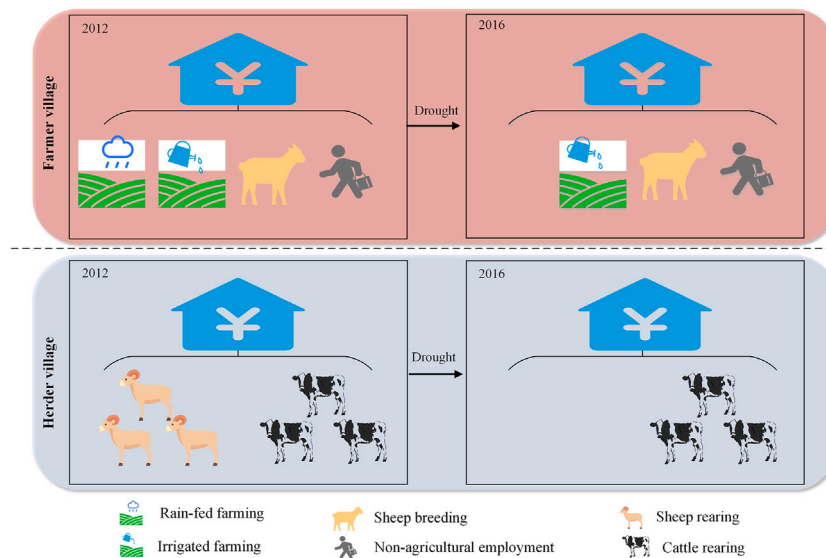 2012
2016
Farmer village
¥
¥
Drought
2012
2016
Herder village
¥
¥
Drought
Rain-fed farming
Sheep breeding
Sheep rearing
Irrigated farming
Non-agricultural employment
Cattle rearing